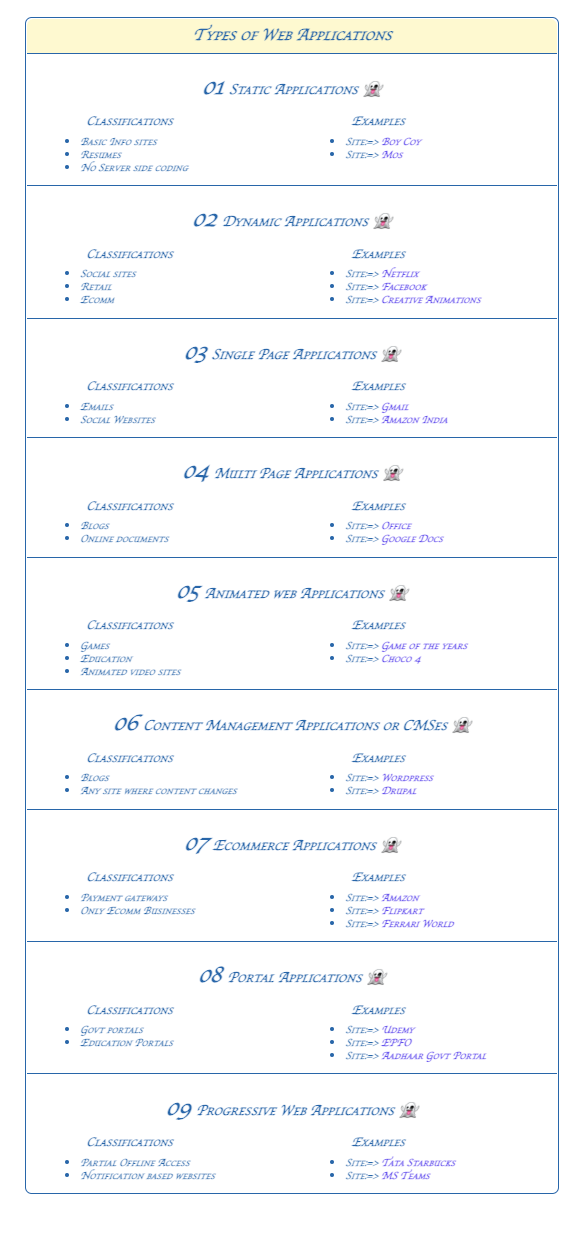 Types of Web Applications
01 Static Applications 👻
Classifications
Basic Info sites
Resumes
No Server side coding
Examples
Site:=> Boy Coy
Site:=> Mos
02 Dynamic Applications 👻
Classifications
Social sites
Retail
Ecomm
Examples
Site:=> Netflix
Site:=> Facebook
Site:=> Creative Animations
03 Single Page Applications 👻
Classifications
Emails
Social Websites
Examples
Site:=> Gmail
Site:=> Amazon India
04 Multi Page Applications 👻
Classifications
Blogs
Online documents
Examples
Site:=> Office
Site:=> Google Docs
05 Animated web Applications 👻
Classifications
Games
Education
Animated video sites
Examples
Site:=> Game of the years
Site:=> Choco 4
06 Content Management Applications or CMSes 👻
Classifications
Blogs
Any site where content changes
Examples
Site:=> Wordpress
Site:=> Drupal
07 Ecommerce Applications 👻
Classifications
Payment gateways
Only Ecomm Businesses
Examples
Site:=> Amazon
Site:=> Flipkart
Site:=> Ferrari World
08 Portal Applications 👻
Classifications
Govt portals
Education Portals
Examples
Site:=> Udemy
Site:=> EPFO
Site:=> Aadhaar Govt Portal
09 Progressive Web Applications 👻
Classifications
Partial Offline Access
Notification based websites
Examples
Site:=> Tata Starbucks
Site:=> MS Teams